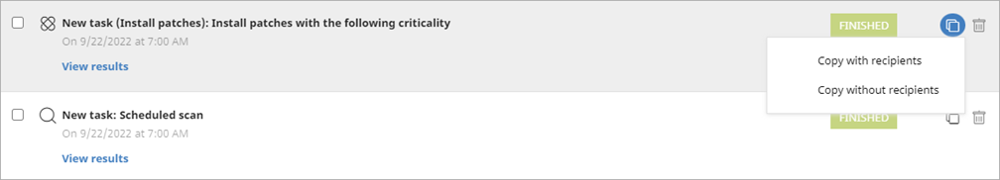 New task (Install patches): Install patches with the following criticality
FINISHED
On 9/22/2022 at 7:00 AM
View results
Copy with recipients
Copy without recipients
New task: Scheduled scan
FINISHED
On 9/22/2022 at 7:00 AM
View results